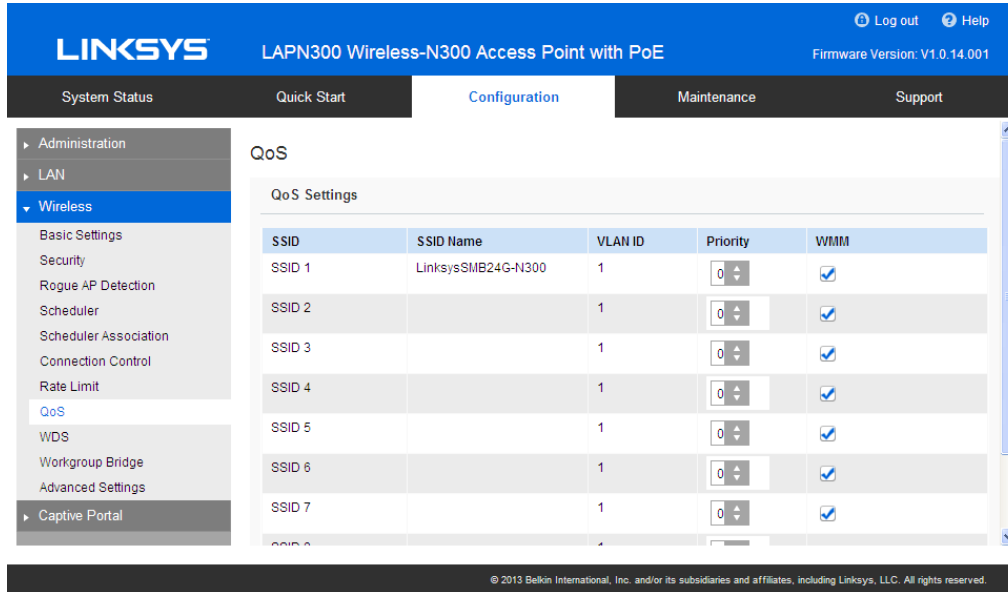 Log out Help
LINKSYS LAPN300 Wireless-N300 Access Point with PoE Firmware Version: V1.0.14.001
System Status Quick Start Configuration Maintenance Support
Administration
LAN
Wireless
Basic Settings
Security
Rogue AP Detection
Scheduler
Scheduler Association
Connection Control
Rate Limit
QoS
WDS
Workgroup Bridge
Advanced Settings
Captive Portal
QoS
QoS Settings
SSID SSID Name VLAN ID Priority WMM
SSID 1 LinksysSMB24G-N300 1 0
SSID 2 1 0
SSID 3 1 0
SSID 4 1 0
SSID 5 1 0
SSID 6 1 0
SSID 7 1 0
© 2013 Belkin International, Inc. and/or its subsidiaries and affiliates, including Linksys, LLC. All rights reserved.